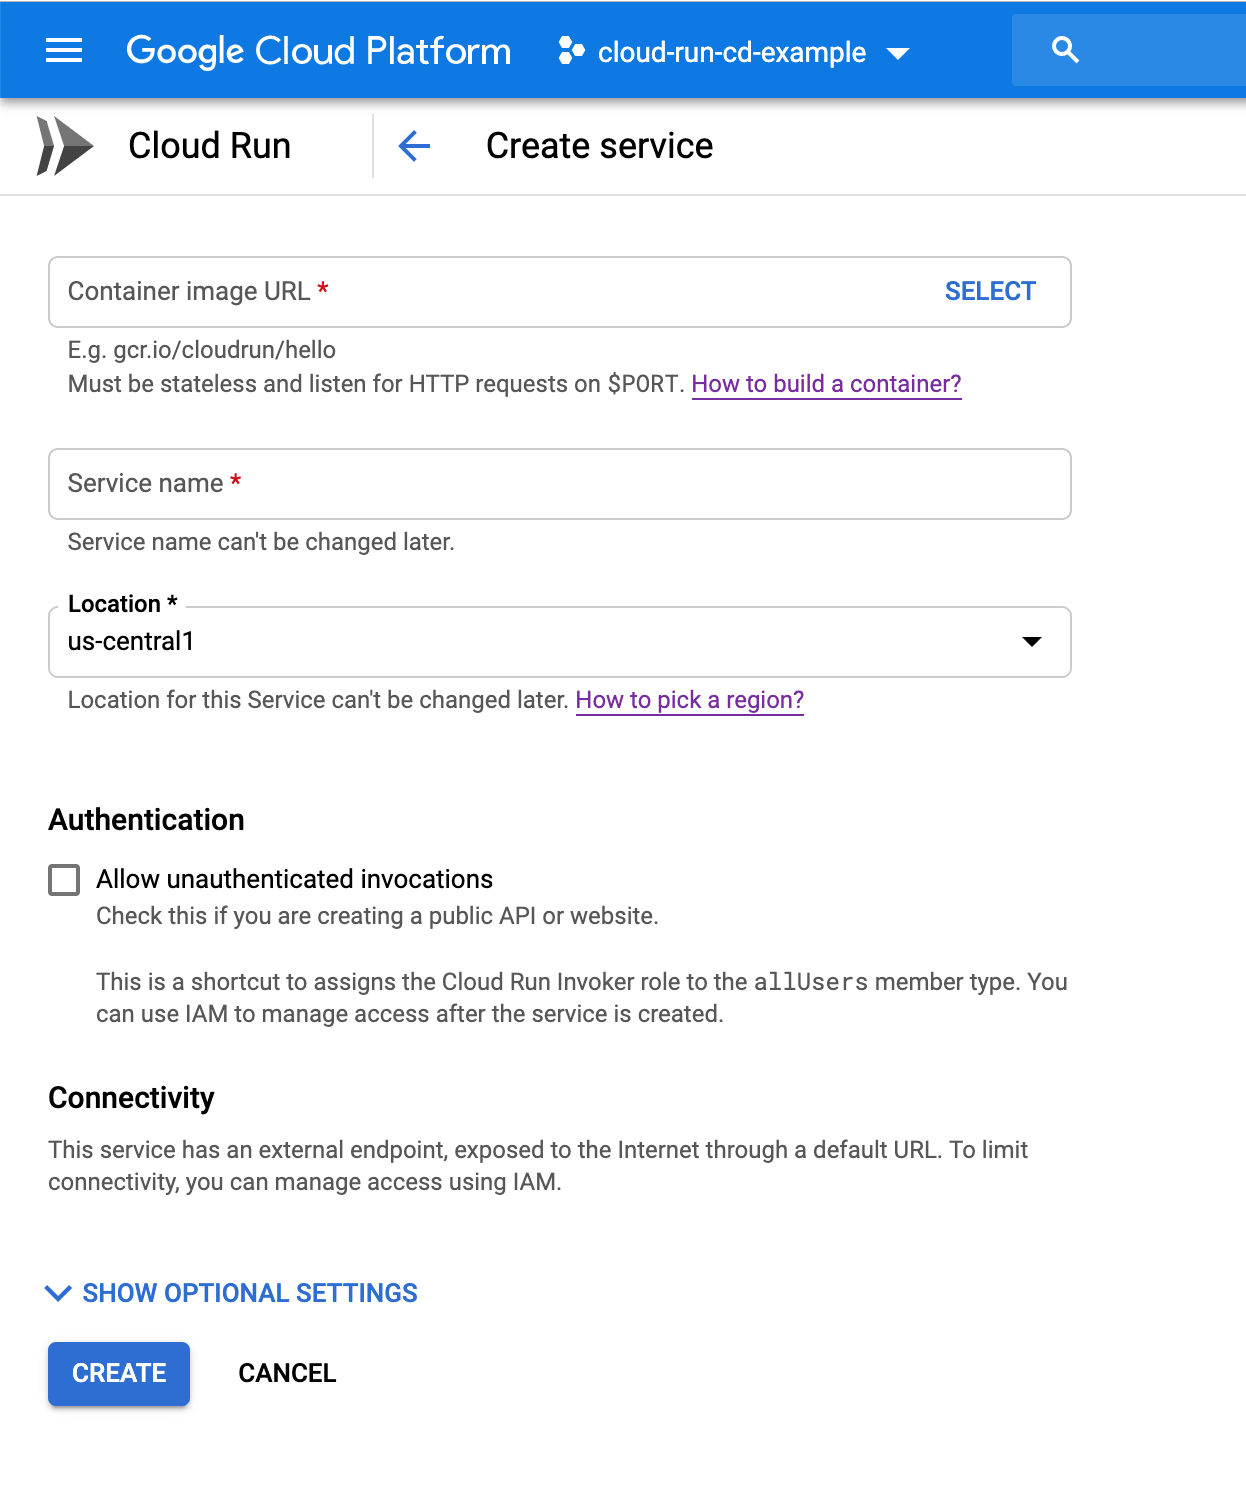 Google Cloud Platform cloud-run-cd-example
Cloud Run Create service
Container image URL * SELECT
E.g. gcr.io/cloudrun/hello
Must be stateless and listen for HTTP requests on $PORT. How to build a container?
Service name *
Service name can't be changed later.
Location *
us-central1
Location for this Service can't be changed later. How to pick a region?
Authentication
Allow unauthenticated invocations
Check this if you are creating a public API or website.
This is a shortcut to assigns the Cloud Run Invoker role to the allUsers member type. You
can use IAM to manage access after the service is created.
Connectivity
This service has an external endpoint, exposed to the Internet through a default URL. To limit
connectivity, you can manage access using IAM.
SHOW OPTIONAL SETTINGS
CREATE CANCEL